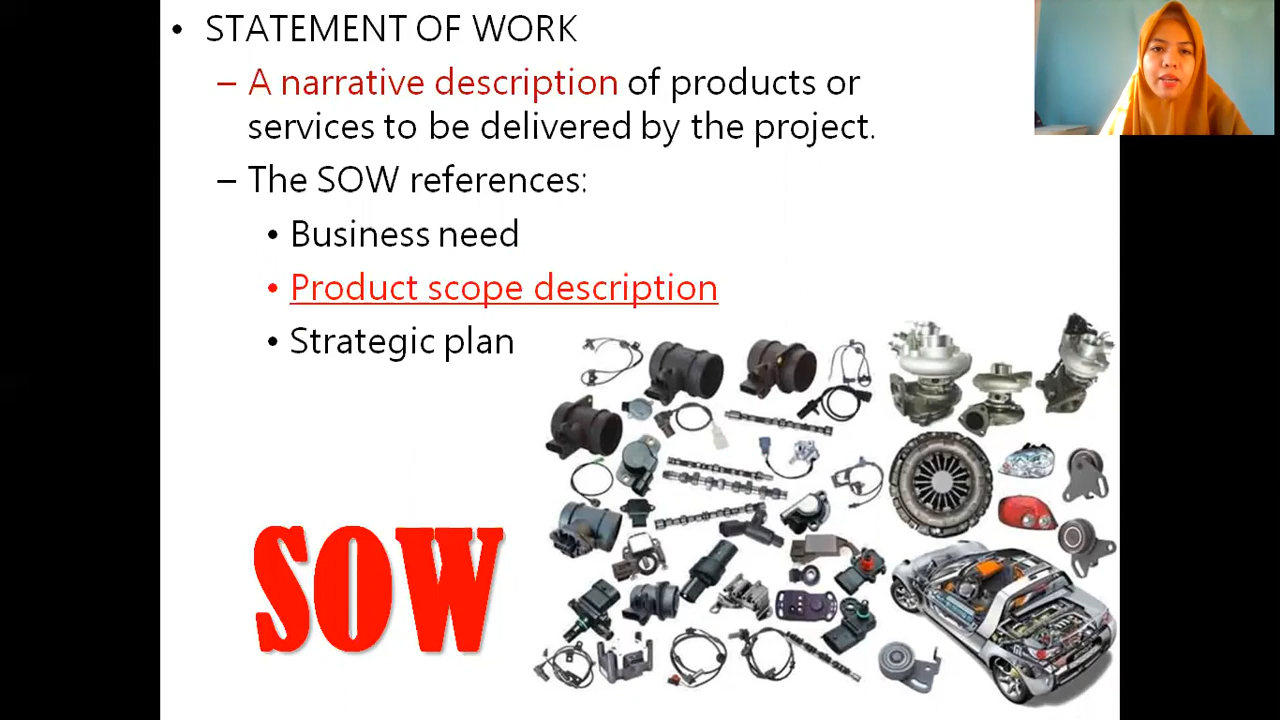 • STATEMENT OF WORK
– A narrative description of products or
services to be delivered by the project.
– The SOW references:
• Business need
• Product scope description
• Strategic plan
SOW